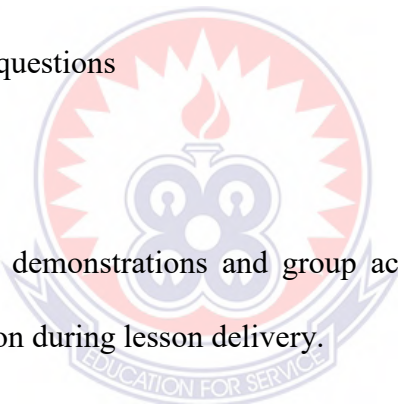 questions
demonstrations and group ac
on during lesson delivery.
EDUCATION FOR SERVICE